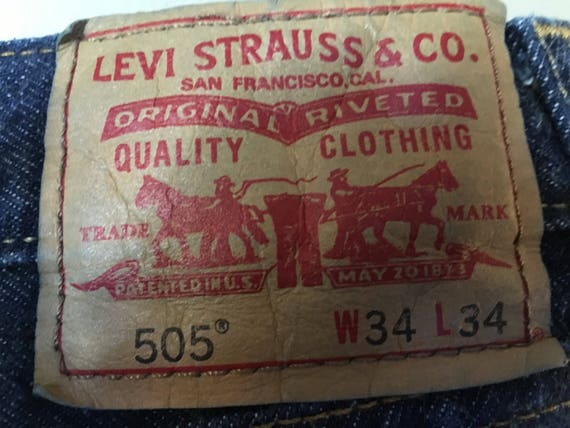 LEVI STRAUSS & CO.
SAN FRANCISCO, CAL.
ORIGINAL RIVETED
QUALITY CLOTHING
TRADE MARK
PATENTED IN U.S. MAY 20 1873
505® W34 L34 ®